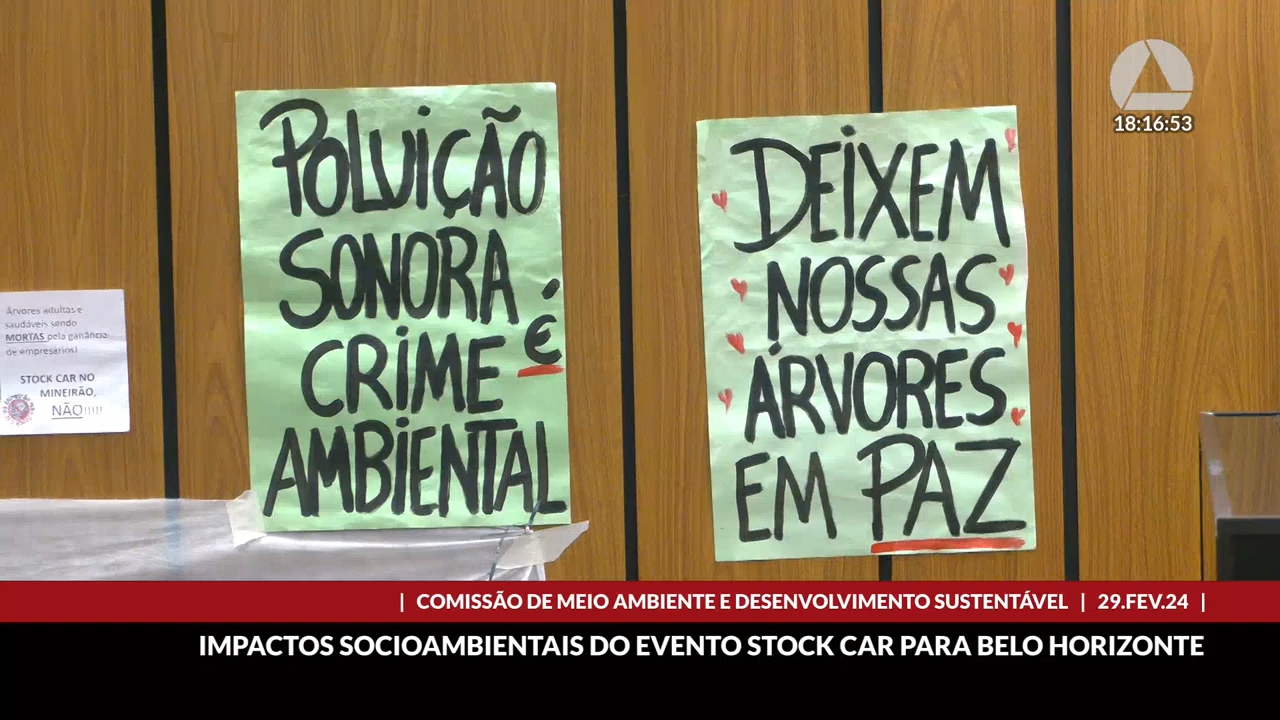 18:16:53
POLUIÇÃO
SONORA
É
CRIME
AMBIENTAL
DEIXEM
NOSSAS
ÁRVORES
EM PAZ
Árvores adultas e
saudáveis sendo
MORTAS pela ganância
de empresários!
STOCK CAR NO
MINEIRÃO,
NÃO!!!!!
| COMISSÃO DE MEIO AMBIENTE E DESENVOLVIMENTO SUSTENTÁVEL | 29.FEV.24 |
IMPACTOS SOCIOAMBIENTAIS DO EVENTO STOCK CAR PARA BELO HORIZONTE